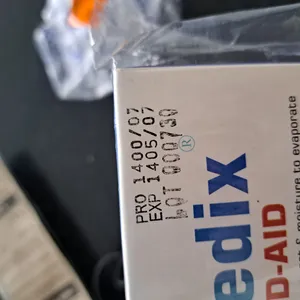 PRO 1400/07
EXP 1405/07
LOT 000730
edix
®
D-AID
& moisture to evaporate